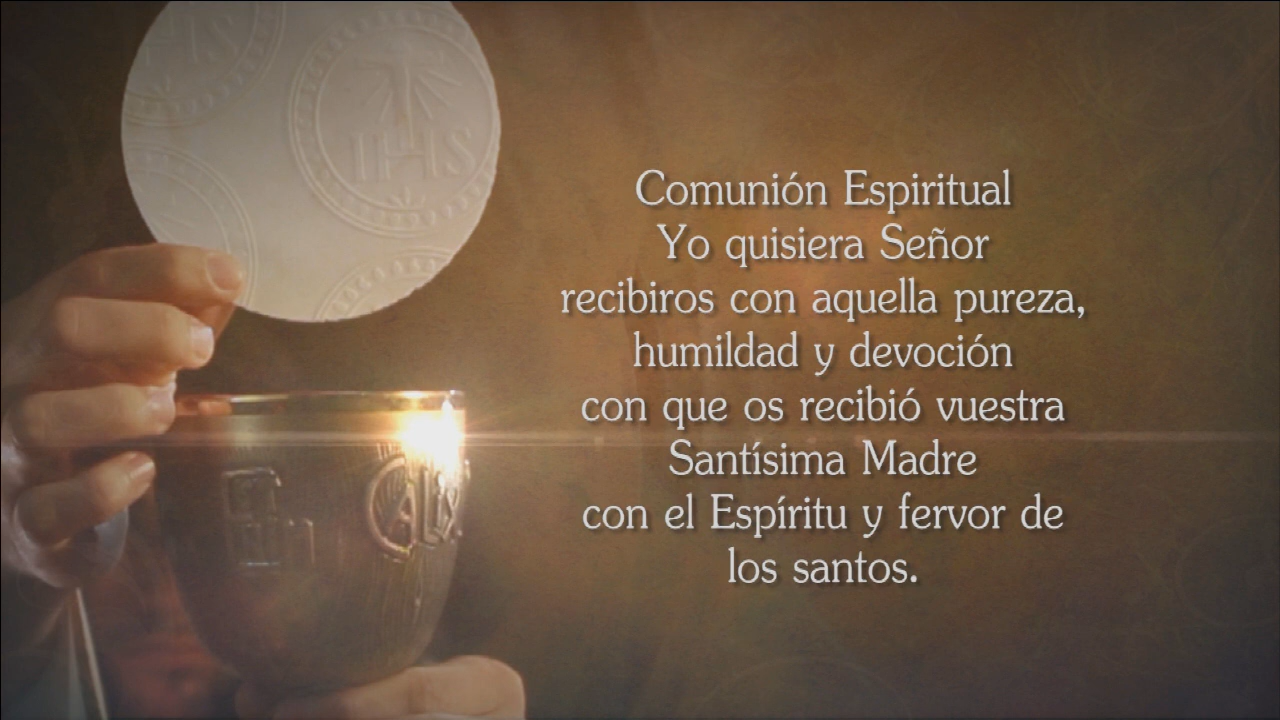 IHS
Comunión Espiritual
Yo quisiera Señor
recibiros con aquella pureza,
humildad y devoción
con que os recibió vuestra
Santísima Madre
con el Espíritu y fervor de
los santos.